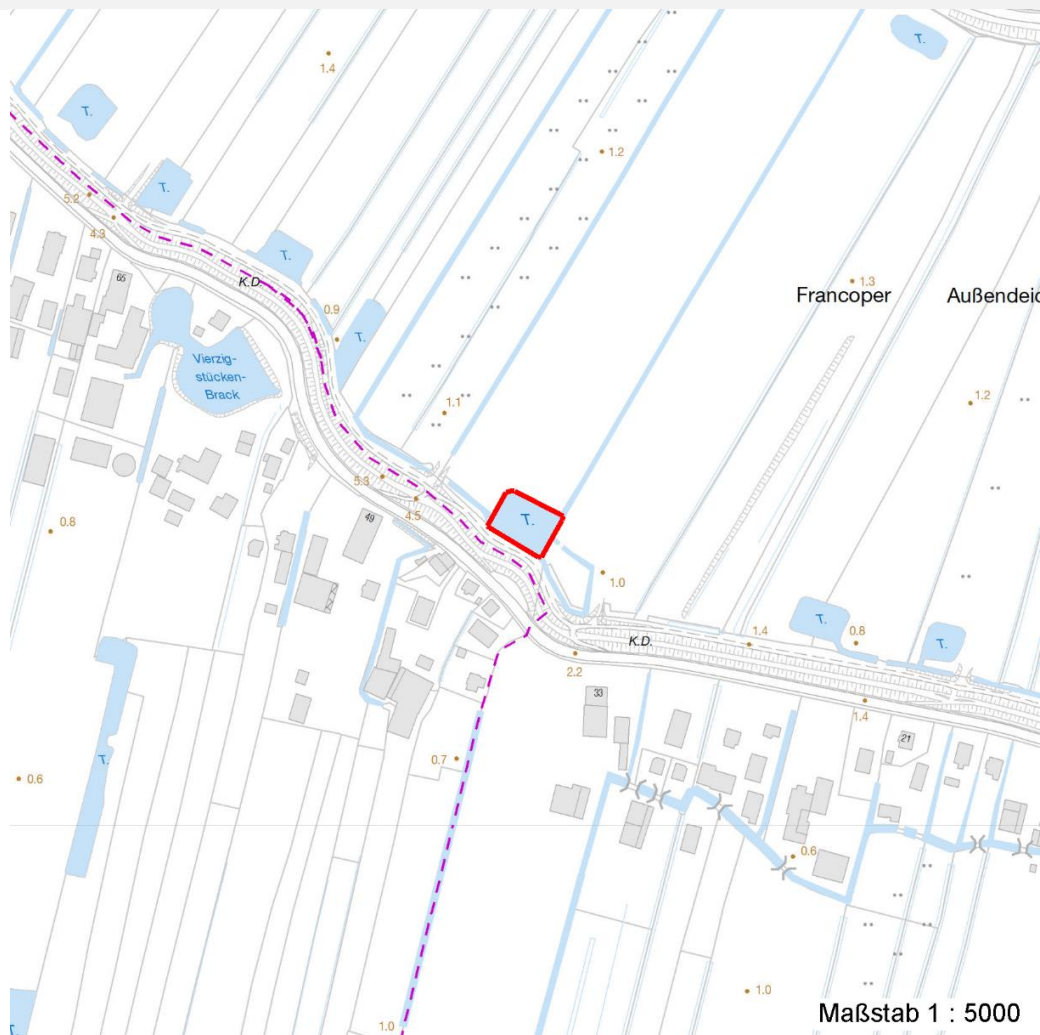 T.
1.4
T.
1.2
T.
5.2
4.3
T.
65
K.D.
1.3
Francoper
Außendeic
0.9
T.
Vierzig-
stücken-
Brack
1.2
1.1
5.3
4.5
49
T.
0.8
1.0
T.
1.4
0.8
T.
K.D.
2.2
33
1.4
21
0.7
T.
0.6
0.6
1.0
Maßstab 1 : 5000
T.
1.0